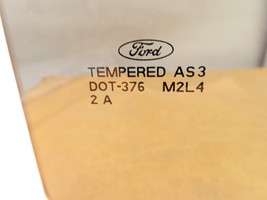 Ford
TEMPERED AS3
DOT-376 M2L4
2 A